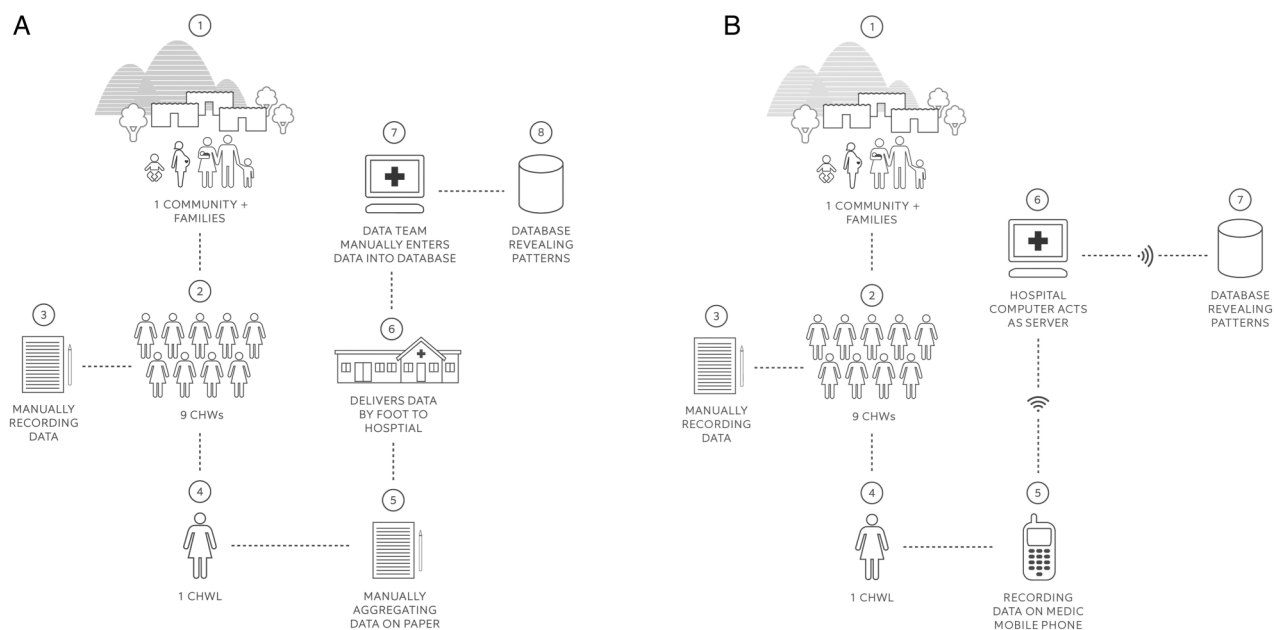 A
1
1 COMMUNITY +
FAMILIES
2
9 CHWs
3
MANUALLY
RECORDING
DATA
4
1 CHWL
5
MANUALLY
AGGREGATING
DATA ON PAPER
6
DELIVERS DATA
BY FOOT TO
HOSPTIAL
7
DATA TEAM
MANUALLY ENTERS
DATA INTO DATABASE
8
DATABASE
REVEALING
PATTERNS
B
1
1 COMMUNITY +
FAMILIES
2
9 CHWs
3
MANUALLY
RECORDING
DATA
4
1 CHWL
5
RECORDING
DATA ON MEDIC
MOBILE PHONE
6
HOSPITAL
COMPUTER ACTS
AS SERVER
7
DATABASE
REVEALING
PATTERNS